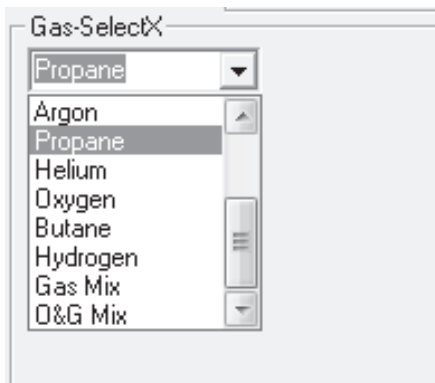 Gas-SelectX
Propane
Argon
Propane
Helium
Oxygen
Butane
Hydrogen
Gas Mix
O&G Mix